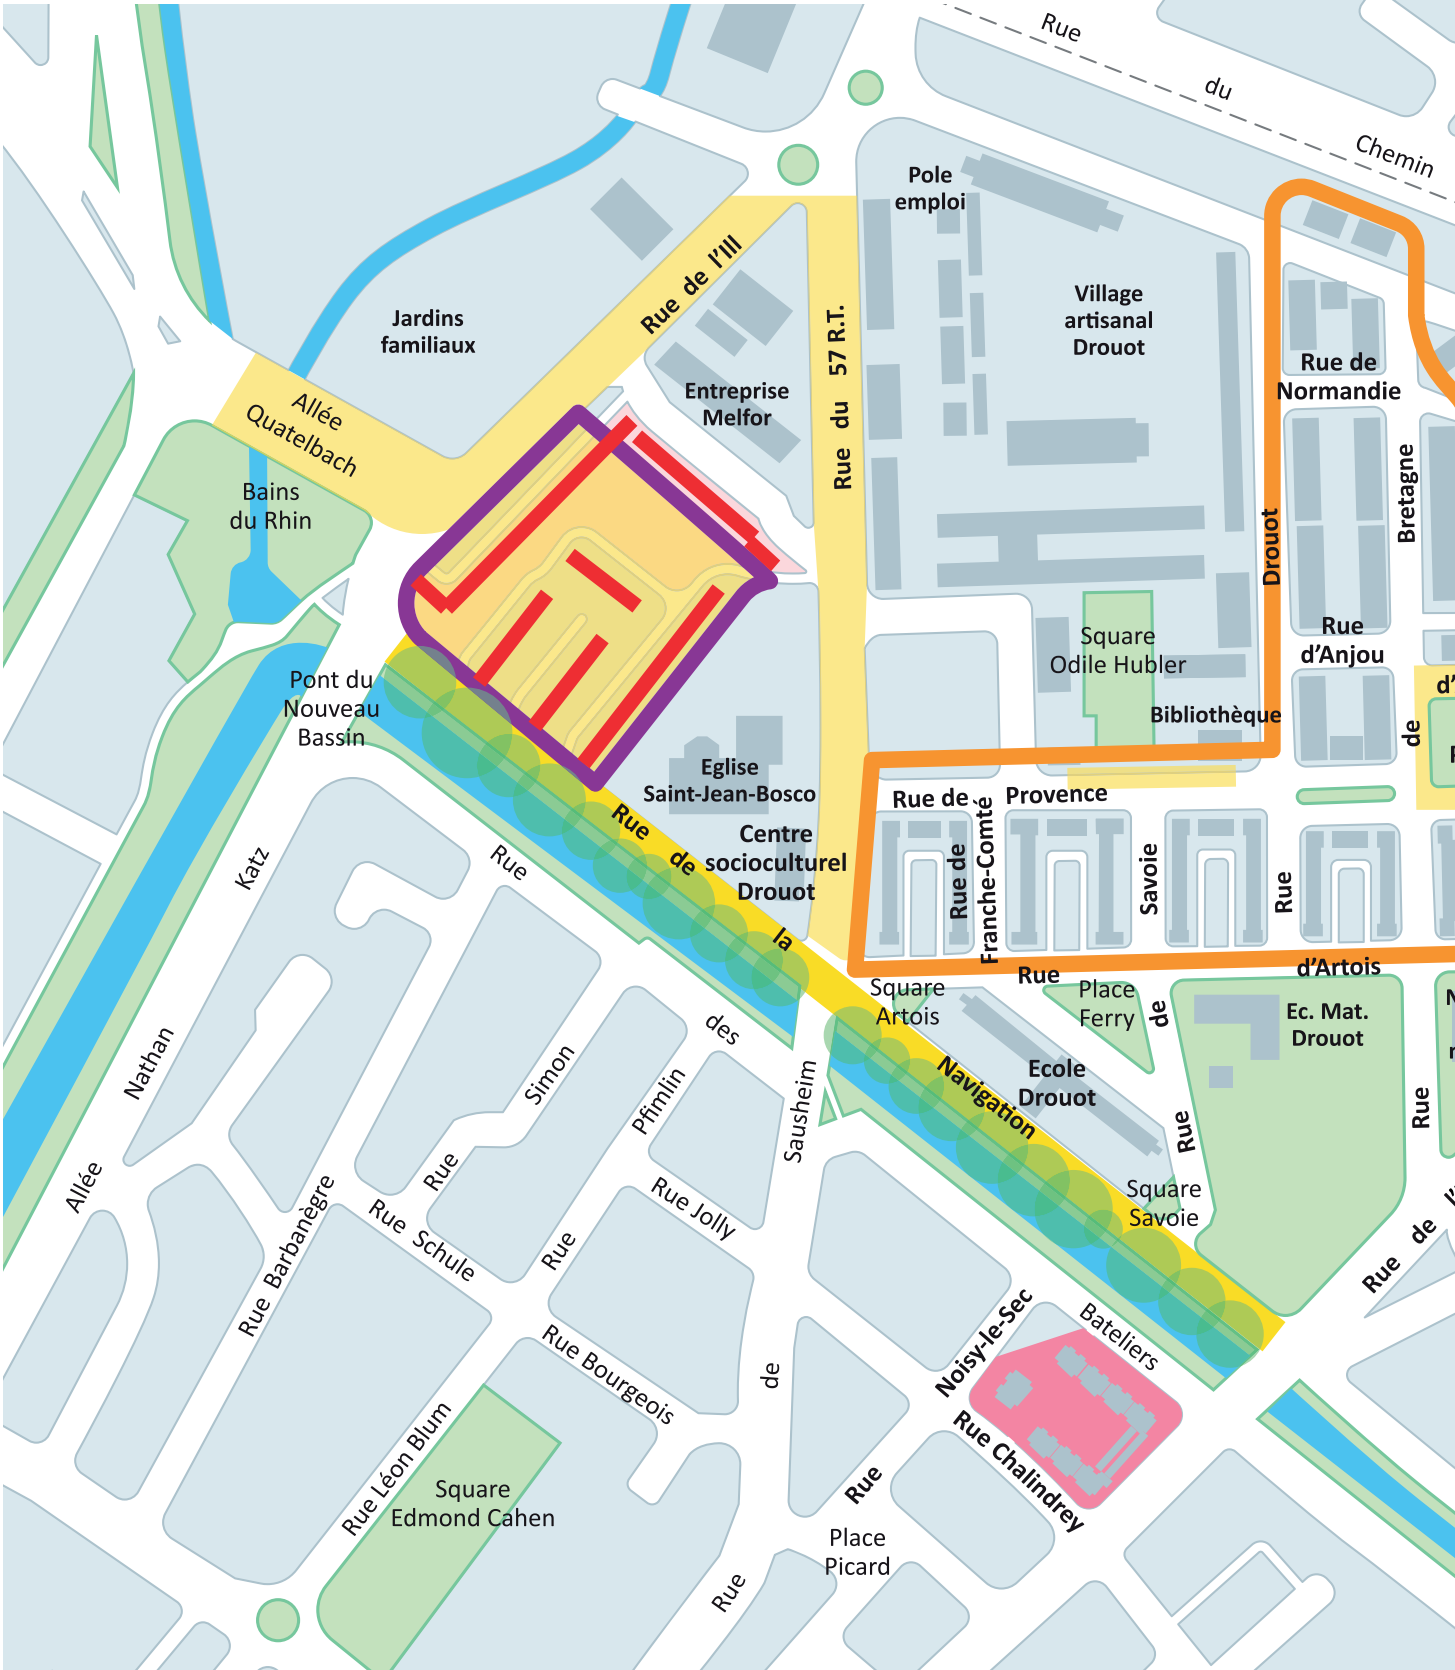 Rue
du
Chemin
Pole
emploi
Rue de l'Ill
Village
artisanal
Drouot
Jardins
familiaux
Rue du 57 R.T.
Entreprise
Melfor
Rue de
Normandie
Allée
Quatelbach
Bretagne
Bains
du Rhin
Drouot
Square
Odile Hubler
Rue
d'Anjou
Pont du
Nouveau
Bassin
d'
Bibliothèque
de
Eglise
Saint-Jean-Bosco
Rue de
Provence
Rue de la Navigation
Centre
socioculturel
Drouot
Katz
Rue
Rue de
Franche-Comté
Savoie
Rue
d'Artois
Rue
Square
Artois
Place
Ferry
de
Ec. Mat.
Drouot
des
Nathan
Simon
Pfimlin
Sausheim
Ecole
Drouot
Rue
Rue
Allée
Rue
Rue Jolly
Square
Savoie
Rue Barbanègre
Rue Schule
Rue
Rue de
Noisy-le-Sec
Bateliers
Rue Bourgeois
de
Rue Léon Blum
Rue Chalindrey
Square
Edmond Cahen
Rue
Place
Picard
Rue